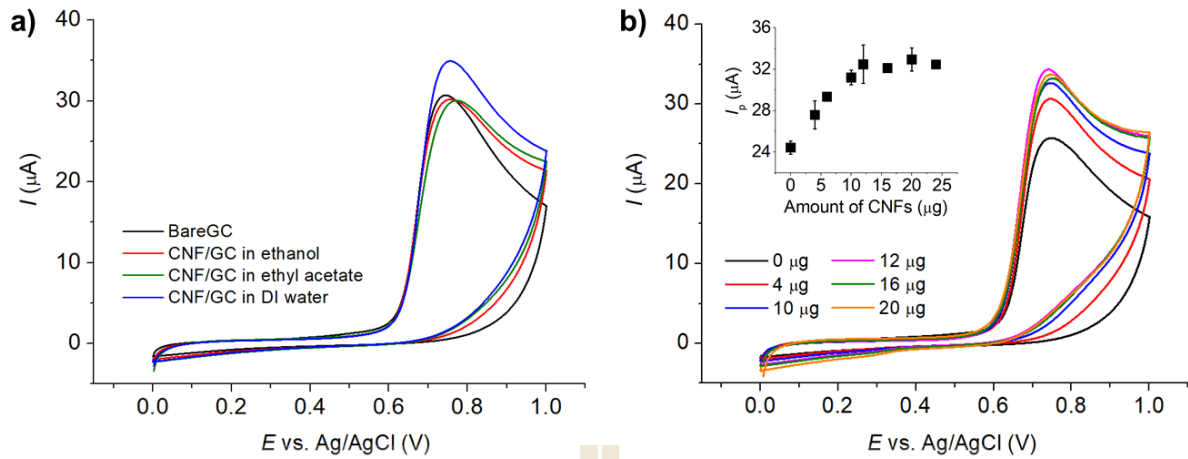 a)
40
30
20
10
0
I (μA)
BareGC
CNF/GC in ethanol
CNF/GC in ethyl acetate
CNF/GC in DI water
0.0 0.2 0.4 0.6 0.8 1.0
E vs. Ag/AgCl (V)
b)
40
30
20
10
0
I (μA)
36
32
28
24
Ip (μA)
0 5 10 15 20 25
Amount of CNFs (μg)
0 μg 12 μg
4 μg 16 μg
10 μg 20 μg
0.0 0.2 0.4 0.6 0.8 1.0
E vs. Ag/AgCl (V)